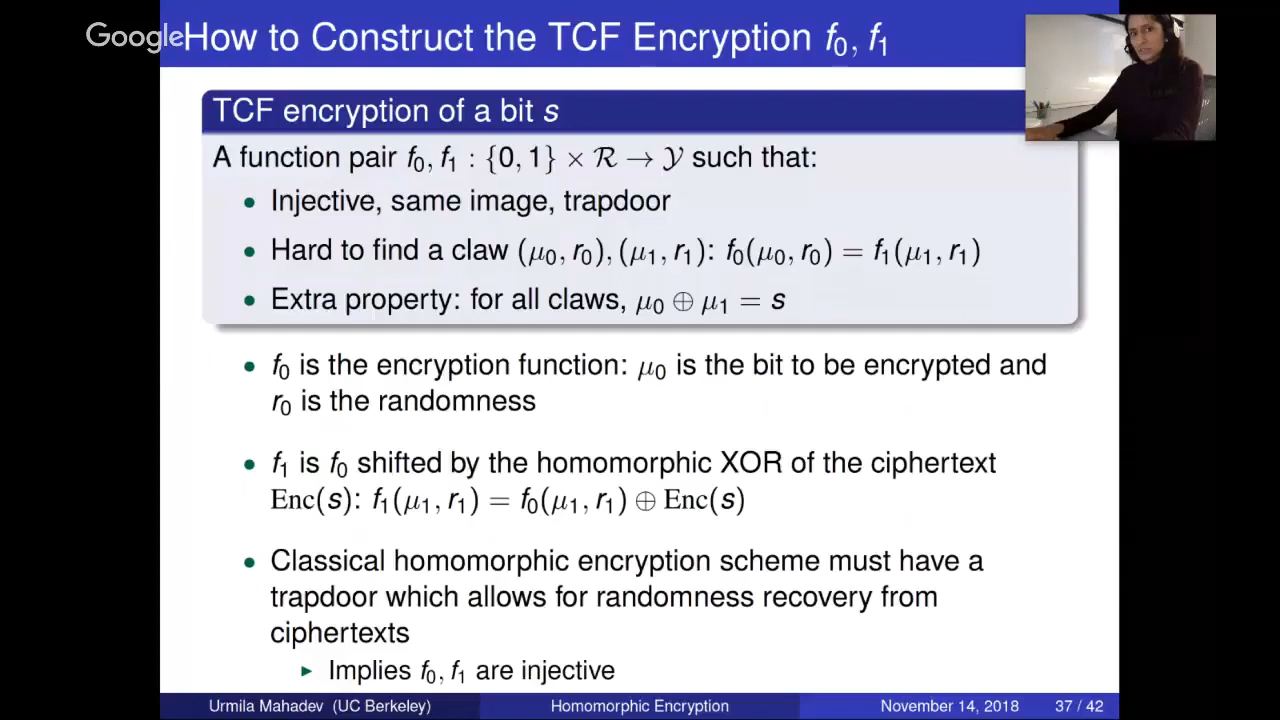 GoogleHow to Construct the TCF Encryption f₀, f₁
TCF encryption of a bit s
A function pair f₀, f₁ : {0, 1} × ℛ → 𝒴 such that:
• Injective, same image, trapdoor
• Hard to find a claw (μ₀, r₀), (μ₁, r₁): f₀(μ₀, r₀) = f₁(μ₁, r₁)
• Extra property: for all claws, μ₀ ⊕ μ₁ = s
• f₀ is the encryption function: μ₀ is the bit to be encrypted and
r₀ is the randomness
• f₁ is f₀ shifted by the homomorphic XOR of the ciphertext
Enc(s): f₁(μ₁, r₁) = f₀(μ₁, r₁) ⊕ Enc(s)
• Classical homomorphic encryption scheme must have a
trapdoor which allows for randomness recovery from
ciphertexts
▸ Implies f₀, f₁ are injective
Urmila Mahadev (UC Berkeley) Homomorphic Encryption November 14, 2018 37 / 42